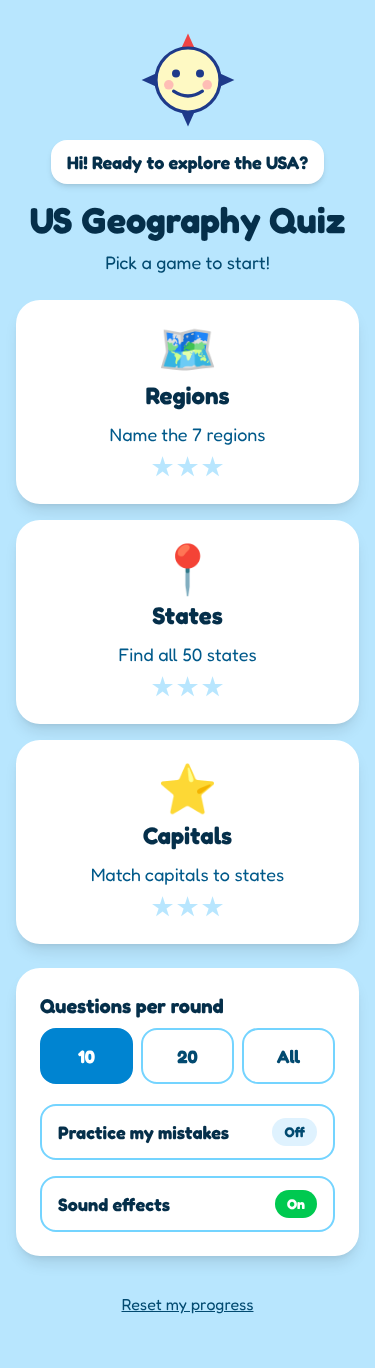 Hi! Ready to explore the USA?
US Geography Quiz
Pick a game to start!
Regions
Name the 7 regions
States
Find all 50 states
Capitals
Match capitals to states
Questions per round
10 20 All
Practice my mistakes Off
Sound effects On
Reset my progress